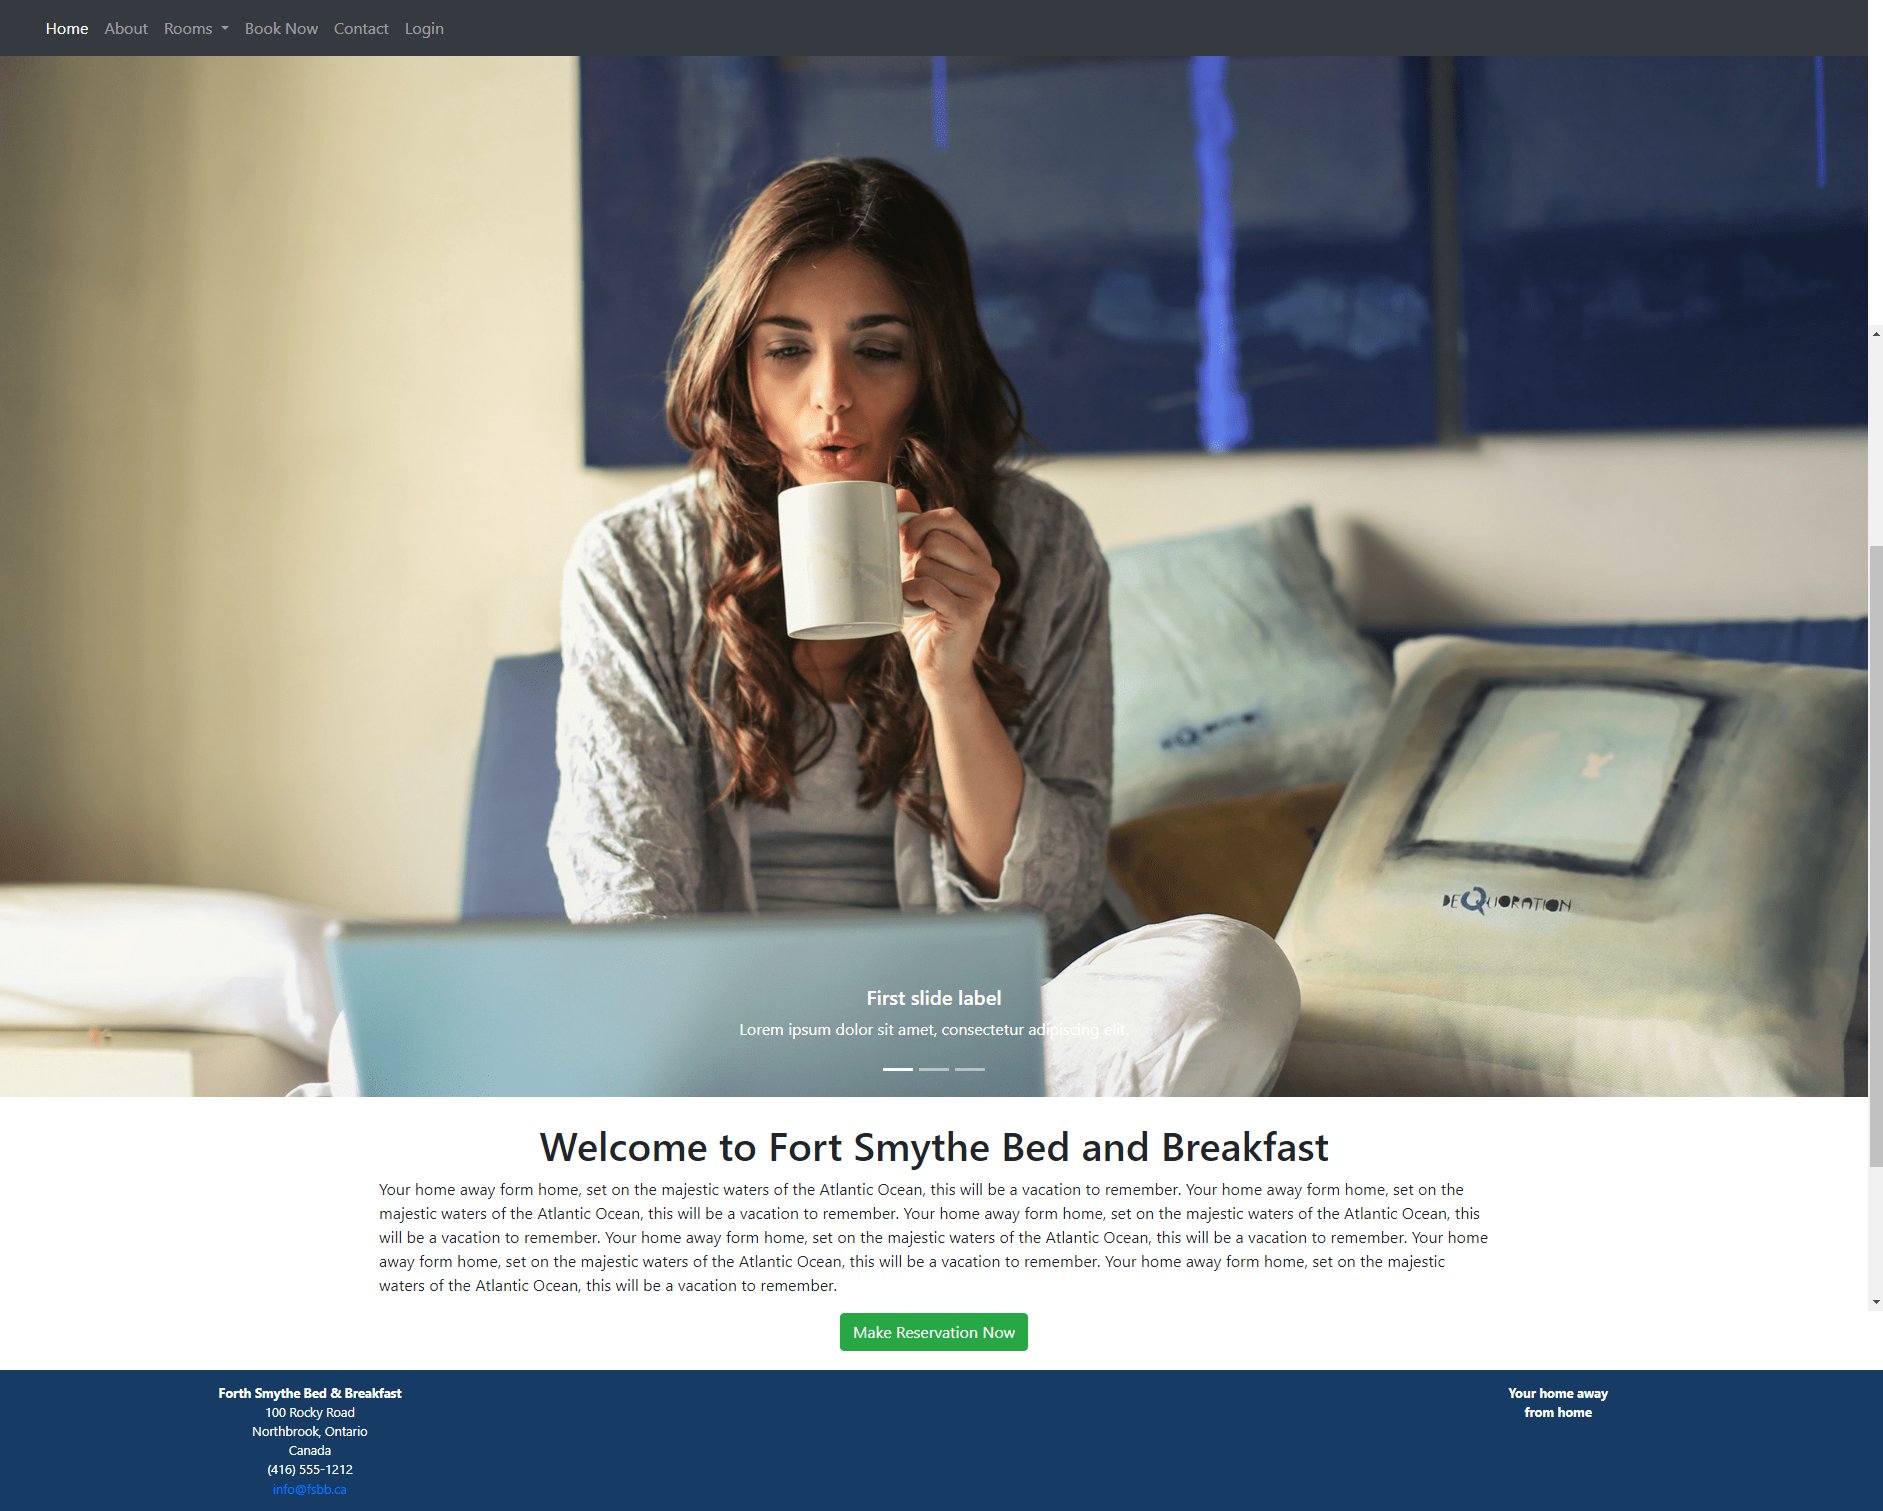 Home About Rooms Book Now Contact Login
DEQUORATION
First slide label
Lorem ipsum dolor sit amet, consectetur adipiscing elit.
Welcome to Fort Smythe Bed and Breakfast
Your home away form home, set on the majestic waters of the Atlantic Ocean, this will be a vacation to remember. Your home away form home, set on the
majestic waters of the Atlantic Ocean, this will be a vacation to remember. Your home away form home, set on the majestic waters of the Atlantic Ocean, this
will be a vacation to remember. Your home away form home, set on the majestic waters of the Atlantic Ocean, this will be a vacation to remember. Your home
away form home, set on the majestic waters of the Atlantic Ocean, this will be a vacation to remember. Your home away form home, set on the majestic
waters of the Atlantic Ocean, this will be a vacation to remember.
Make Reservation Now
Forth Smythe Bed & Breakfast
100 Rocky Road
Northbrook, Ontario
Canada
(416) 555-1212
info@fsbb.ca
Your home away
from home